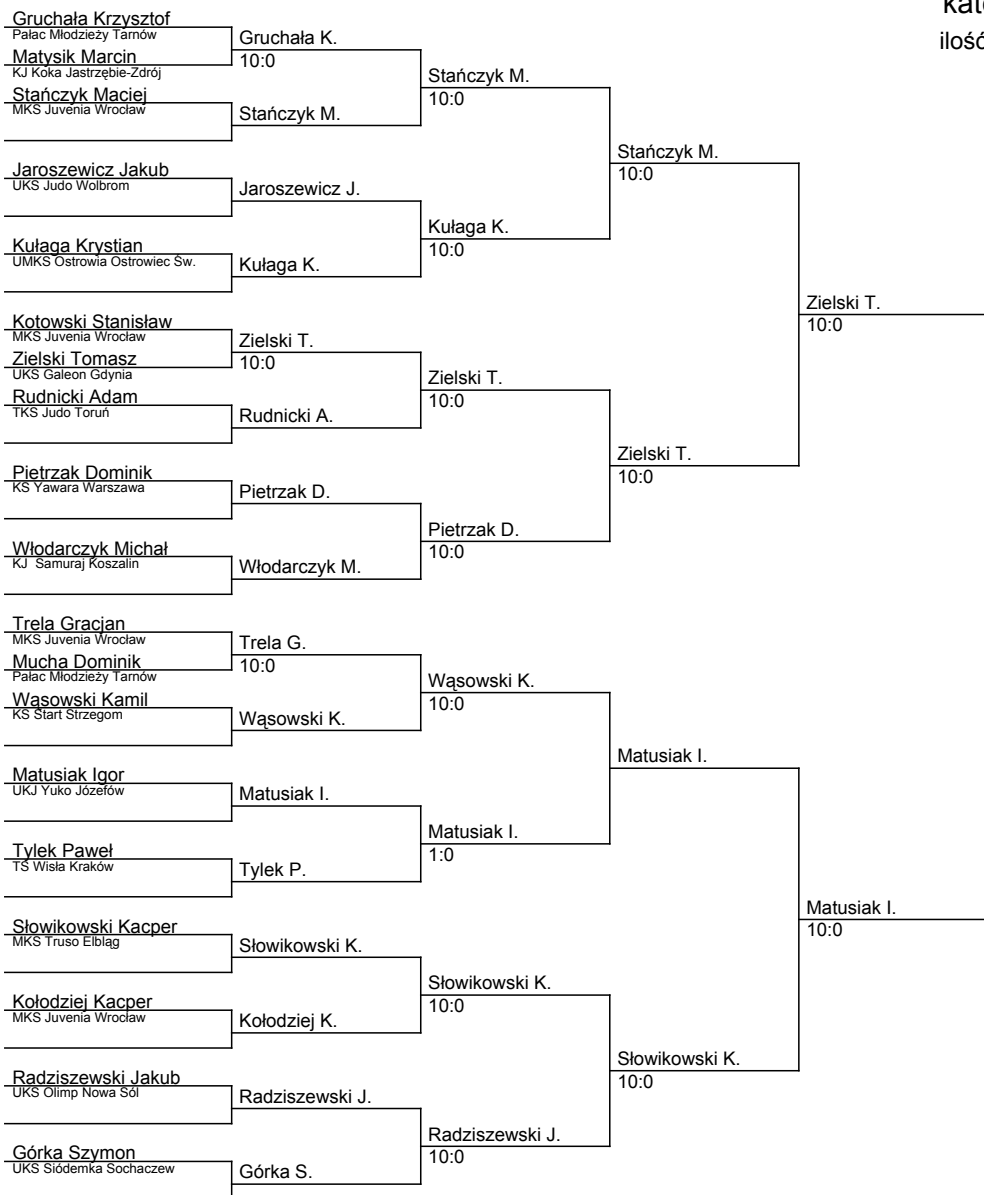 kat
ilość
Gruchała Krzysztof
Pałac Młodzieży Tarnów
Matysik Marcin
KJ Koka Jastrzębie-Zdrój
Stańczyk Maciej
MKS Juvenia Wrocław
Jaroszewicz Jakub
UKS Judo Wolbrom
Kułaga Krystian
UMKS Ostrowia Ostrowiec Św.
Kotowski Stanisław
MKS Juvenia Wrocław
Zielski Tomasz
UKS Galeon Gdynia
Rudnicki Adam
TKS Judo Toruń
Pietrzak Dominik
KS Yawara Warszawa
Włodarczyk Michał
KJ Samuraj Koszalin
Trela Gracjan
MKS Juvenia Wrocław
Mucha Dominik
Pałac Młodzieży Tarnów
Wąsowski Kamil
KS Start Strzegom
Matusiak Igor
UKJ Yuko Józefów
Tylek Paweł
TS Wisła Kraków
Słowikowski Kacper
MKS Truso Elbląg
Kołodziej Kacper
MKS Juvenia Wrocław
Radziszewski Jakub
UKS Olimp Nowa Sól
Górka Szymon
UKS Siódemka Sochaczew
Gruchała K.
10:0
Stańczyk M.
Jaroszewicz J.
Kułaga K.
Zielski T.
10:0
Rudnicki A.
Pietrzak D.
Włodarczyk M.
Trela G.
10:0
Wąsowski K.
Matusiak I.
Tylek P.
Słowikowski K.
Kołodziej K.
Radziszewski J.
Górka S.
Stańczyk M.
10:0
Kułaga K.
10:0
Zielski T.
10:0
Pietrzak D.
10:0
Wąsowski K.
10:0
Matusiak I.
1:0
Słowikowski K.
10:0
Radziszewski J.
10:0
Stańczyk M.
10:0
Zielski T.
10:0
Matusiak I.
Słowikowski K.
10:0
Zielski T.
10:0
Matusiak I.
10:0